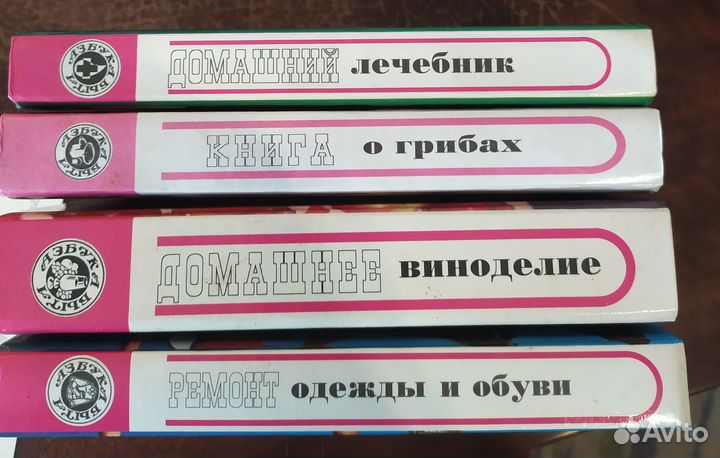 АЗБУКА БЫТА
ДОМАШНИЙ лечебник
АЗБУКА БЫТА
КНИГА о грибах
АЗБУКА БЫТА
ДОМАШНЕЕ виноделие
АЗБУКА БЫТА
РЕМОНТ одежды и обуви
Avito